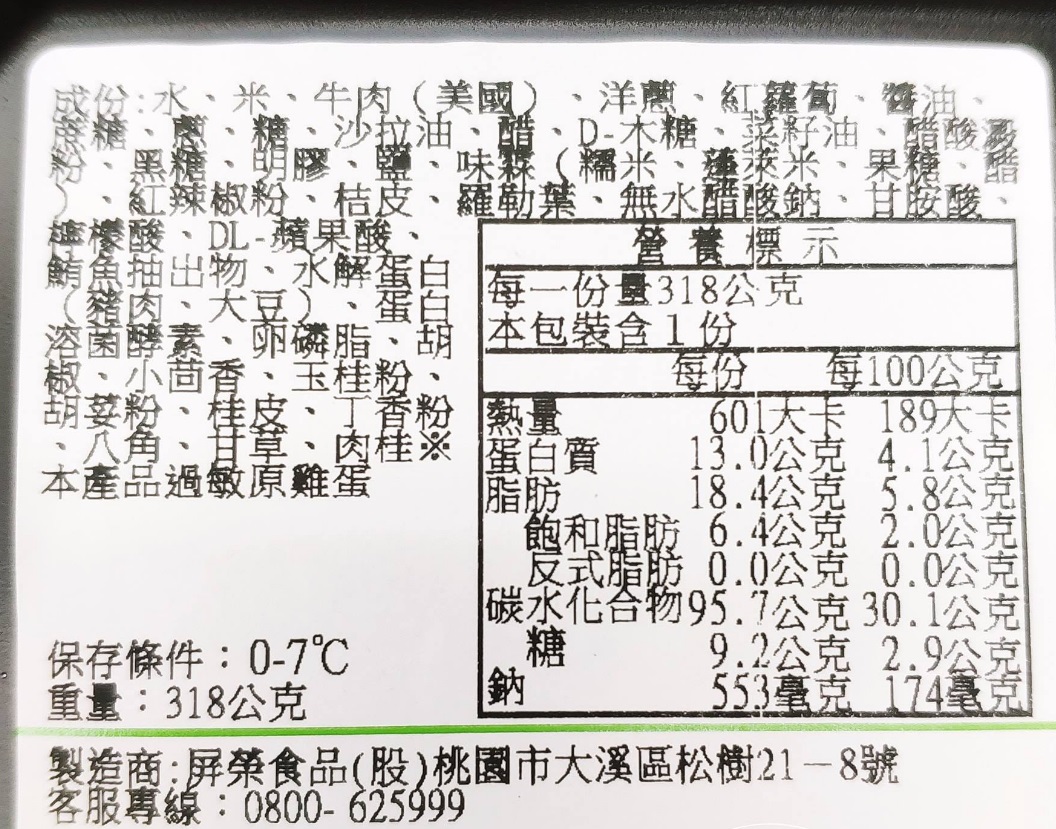 成份:水、米、牛肉(美國)、洋蔥、紅蘿蔔、醬油、
蔗糖、蔥、糖、沙拉油、醋、D-木糖、菜籽油、醋酸澱
粉、黑糖、明膠、鹽、味霖(糯米、蓬萊米、果糖、醋
)、紅辣椒粉、桔皮、羅勒葉、無水醋酸鈉、甘胺酸、
檸檬酸、DL-蘋果酸、
鮪魚抽出物、水解蛋白
(豬肉、大豆)、蛋白
溶菌酵素、卵磷脂、胡
椒、小茴香、玉桂粉、
胡荽粉、桂皮、丁香粉
、八角、甘草、肉桂※
本產品過敏原雞蛋
營養標示
每一份量318公克
本包裝含1份
每份 每100公克
熱量 601大卡 189大卡
蛋白質 13.0公克 4.1公克
脂肪 18.4公克 5.8公克
飽和脂肪 6.4公克 2.0公克
反式脂肪 0.0公克 0.0公克
碳水化合物 95.7公克 30.1公克
糖 9.2公克 2.9公克
鈉 553毫克 174毫克
保存條件：0-7℃
重量：318公克
製造商:屏榮食品(股)桃園市大溪區松樹21－8號
客服專線：0800-625999